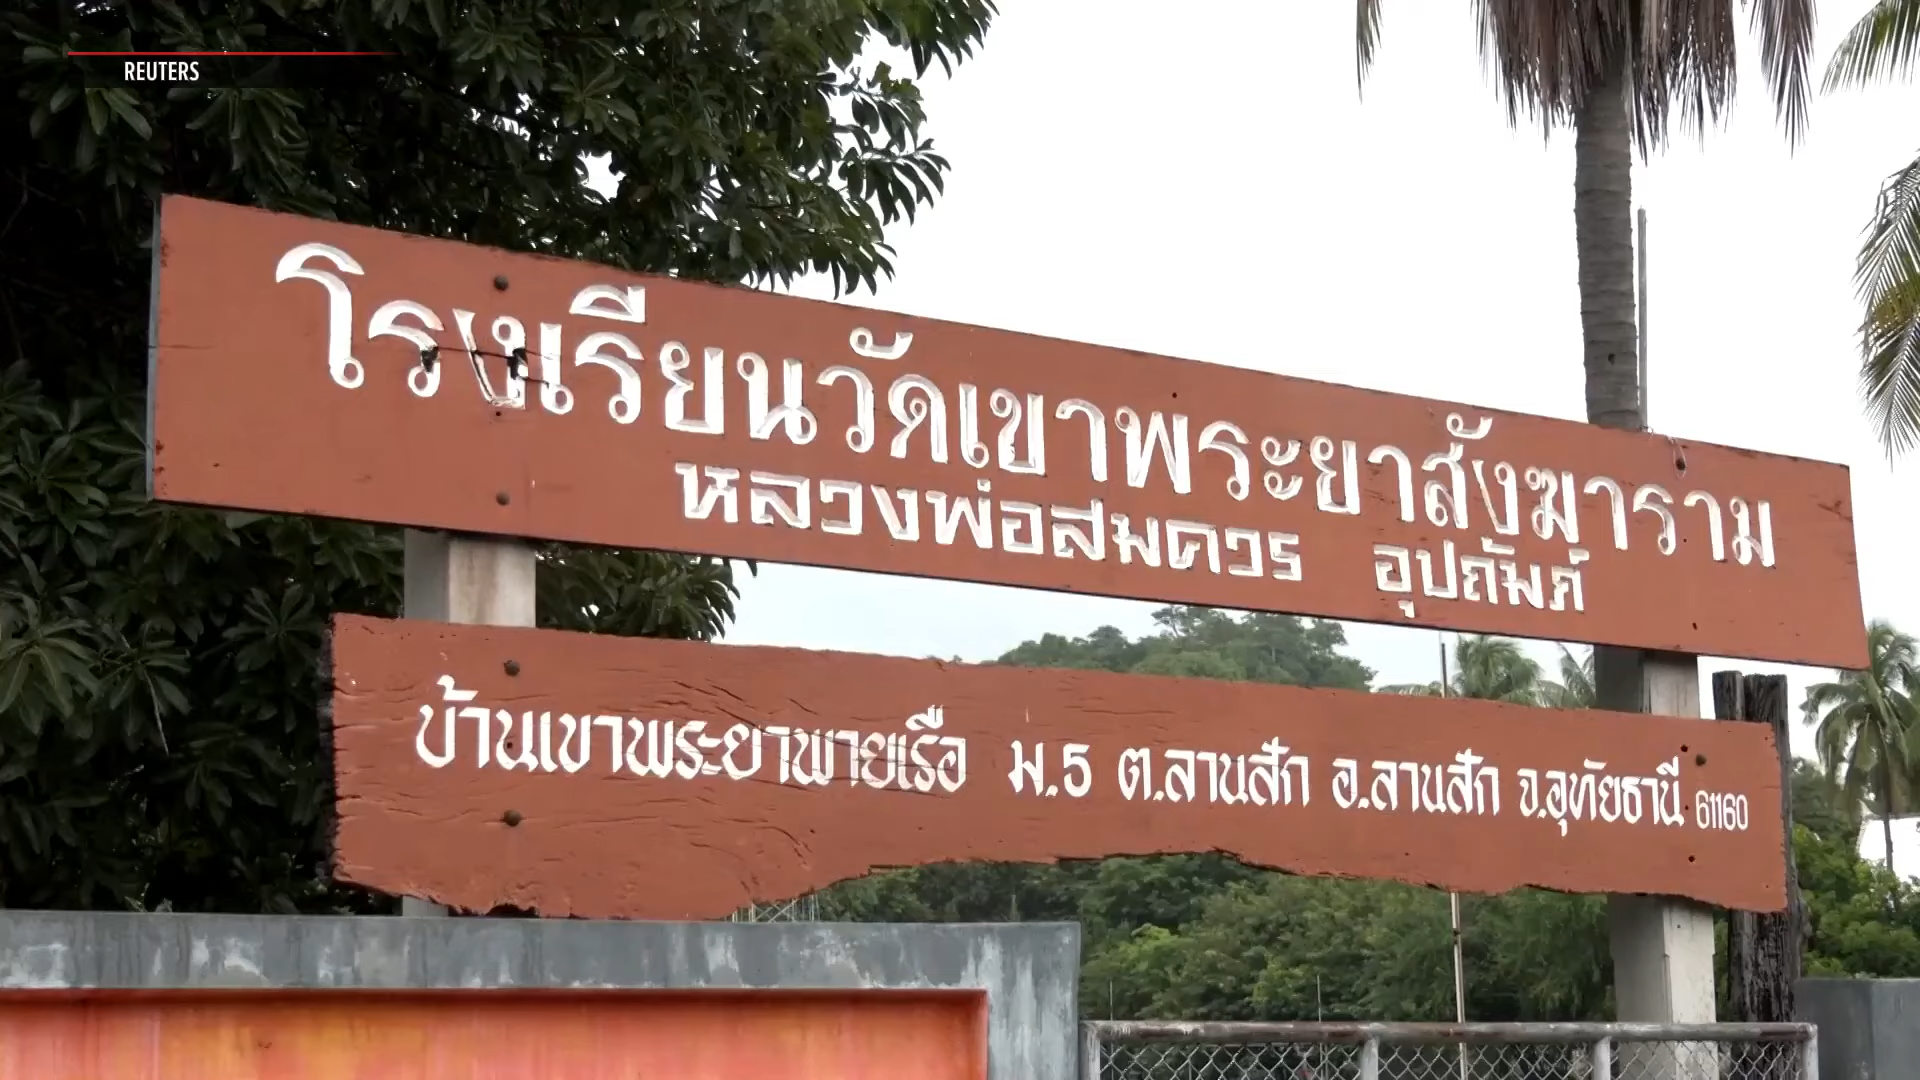 REUTERS
โรงเรียนวัดเขาพระยาสังฆาราม
หลวงพ่อสมควร อุปถัมภ์
บ้านเขาพระยาพายเรือ ม.5 ต.ลานสัก อ.ลานสัก จ.อุทัยธานี 61160